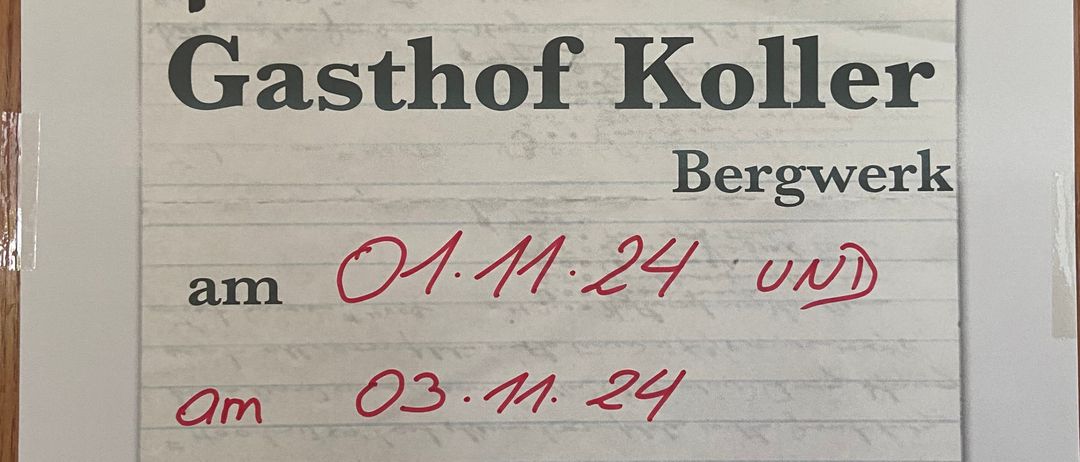 Gasthof Koller
Bergwerk
am 01.11.24 UND
am 03.11.24